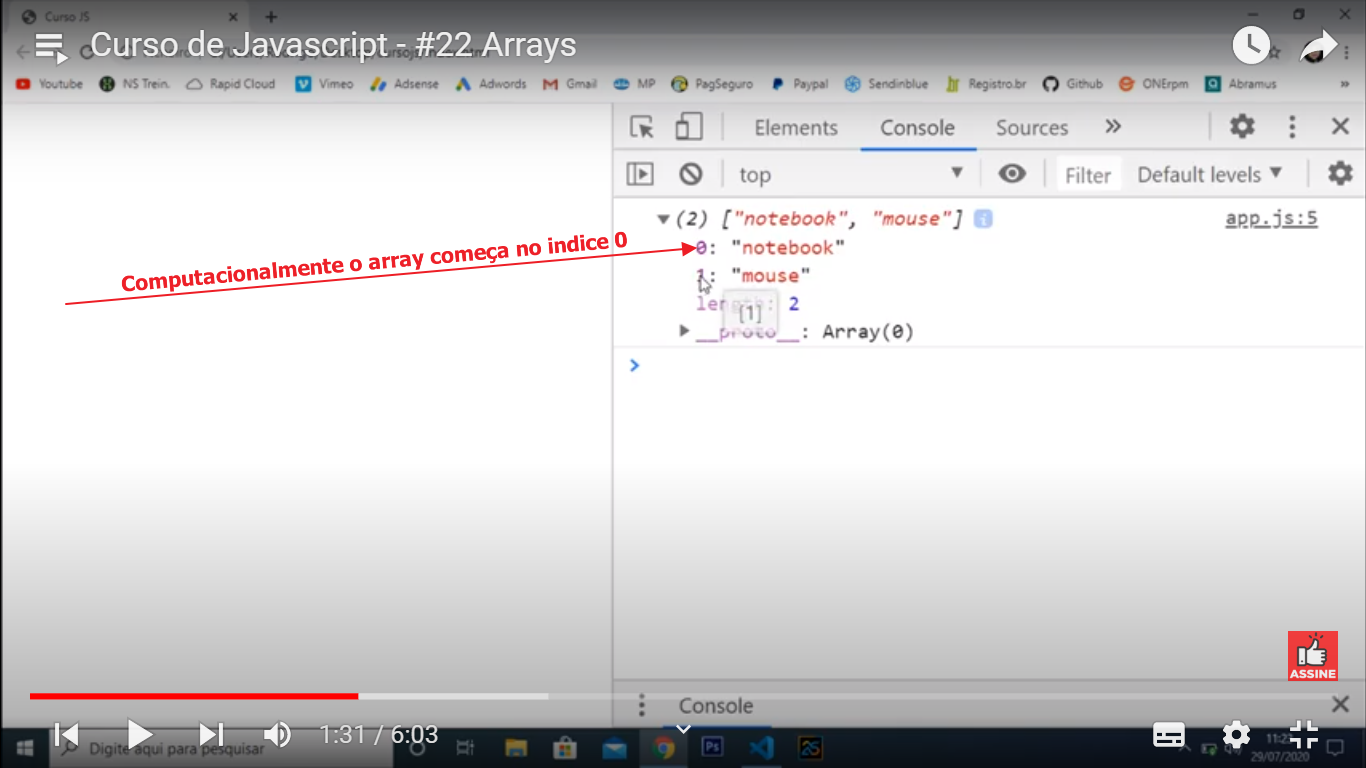 Curso JS
Curso de Javascript - #22 Arrays
Youtube NS Trein. Rapid Cloud Vimeo Adsense Adwords Gmail MP PagSeguro Paypal Sendinblue Registro.br Github ONErpm Abramus »
Elements Console Sources »
top Filter Default levels
(2) ["notebook", "mouse"] i app.js:5
Computacionalmente o array começa no indice 0
0: "notebook"
1: "mouse"
length: 2
[1]
__proto__: Array(0)
ASSINE
Console
1:31 / 6:03
Digite aqui para pesquisar
Ps
29/07/2020